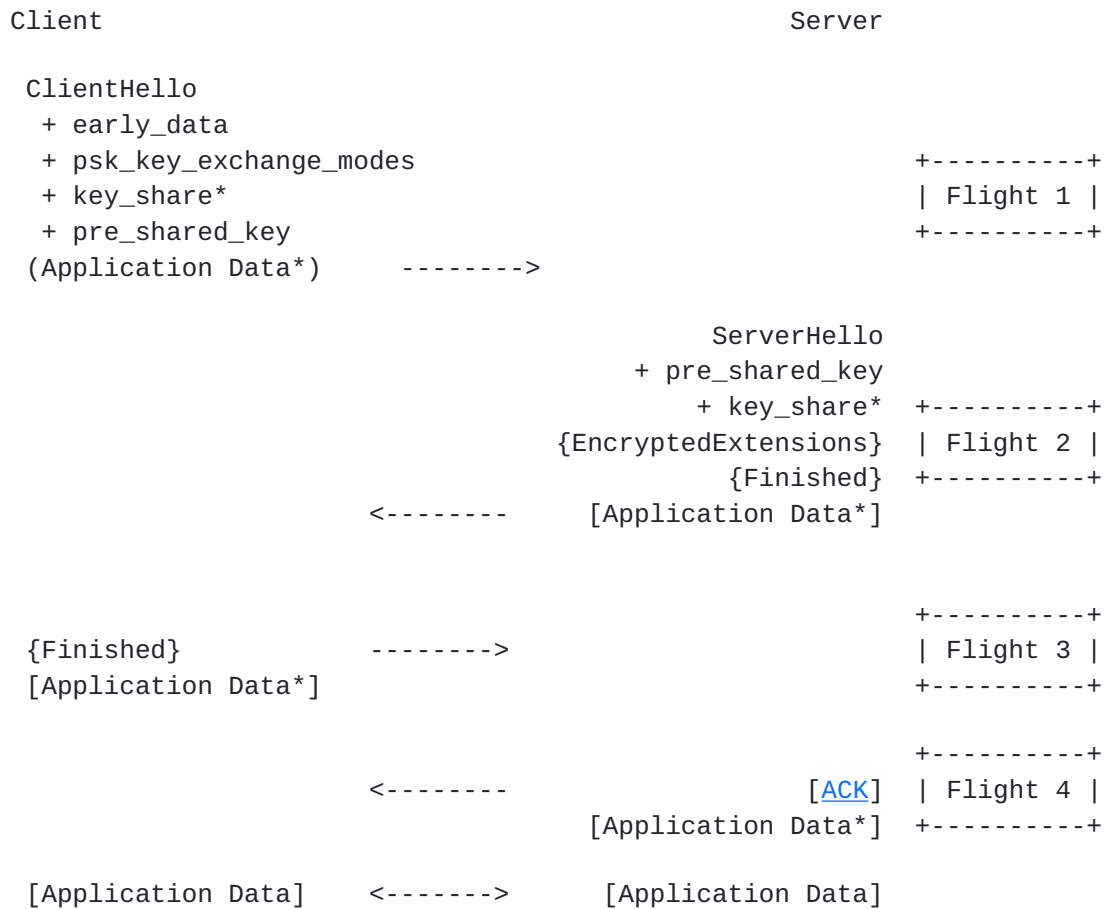 Client                                            Server

 ClientHello
  + early_data
  + psk_key_exchange_modes                                +----------+
  + key_share*                                            | Flight 1 |
  + pre_shared_key                                        +----------+
 (Application Data*)     -------->

                                             ServerHello
                                        + pre_shared_key
                                            + key_share*  +----------+
                                   {EncryptedExtensions}  | Flight 2 |
                                              {Finished}  +----------+
                       <--------     [Application Data*]


                                                          +----------+
 {Finished}            -------->                          | Flight 3 |
 [Application Data*]                                      +----------+

                                                          +----------+
                       <--------                   [ACK]  | Flight 4 |
                                     [Application Data*]  +----------+

 [Application Data]    <------->      [Application Data]